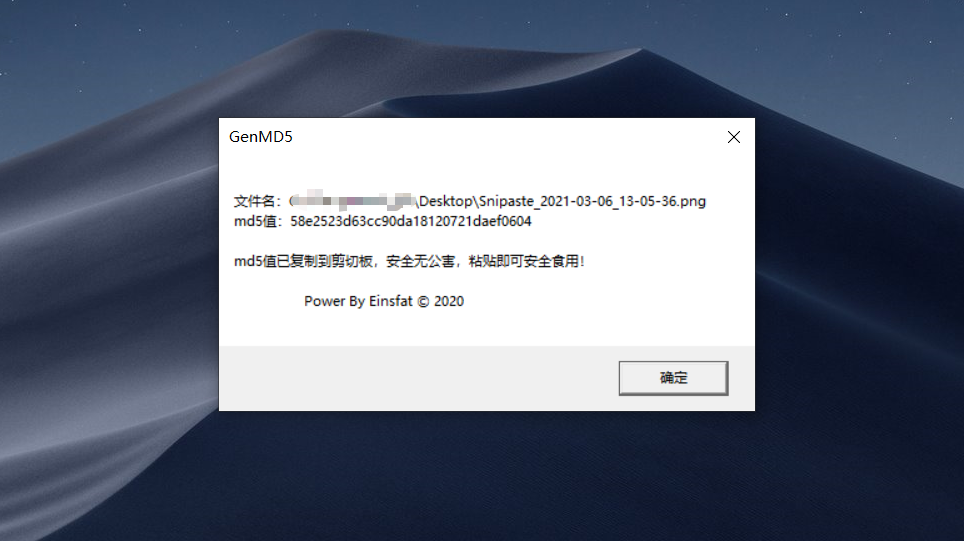 GenMD5
文件名：\Desktop\Snipaste_2021-03-06_13-05-36.png
md5值：58e2523d63cc90da18120721daef0604
md5值已复制到剪切板，安全无公害，粘贴即可安全食用！
Power By Einsfat © 2020
确定